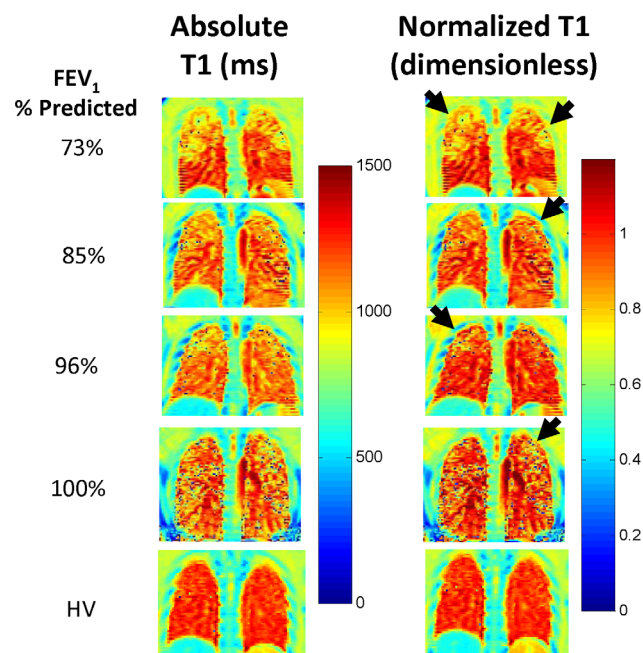 Absolute
T1 (ms)
Normalized T1
(dimensionless)
FEV1
% Predicted
73%
85%
96%
100%
HV
1500
1000
500
0
1
0.8
0.6
0.4
0.2
0